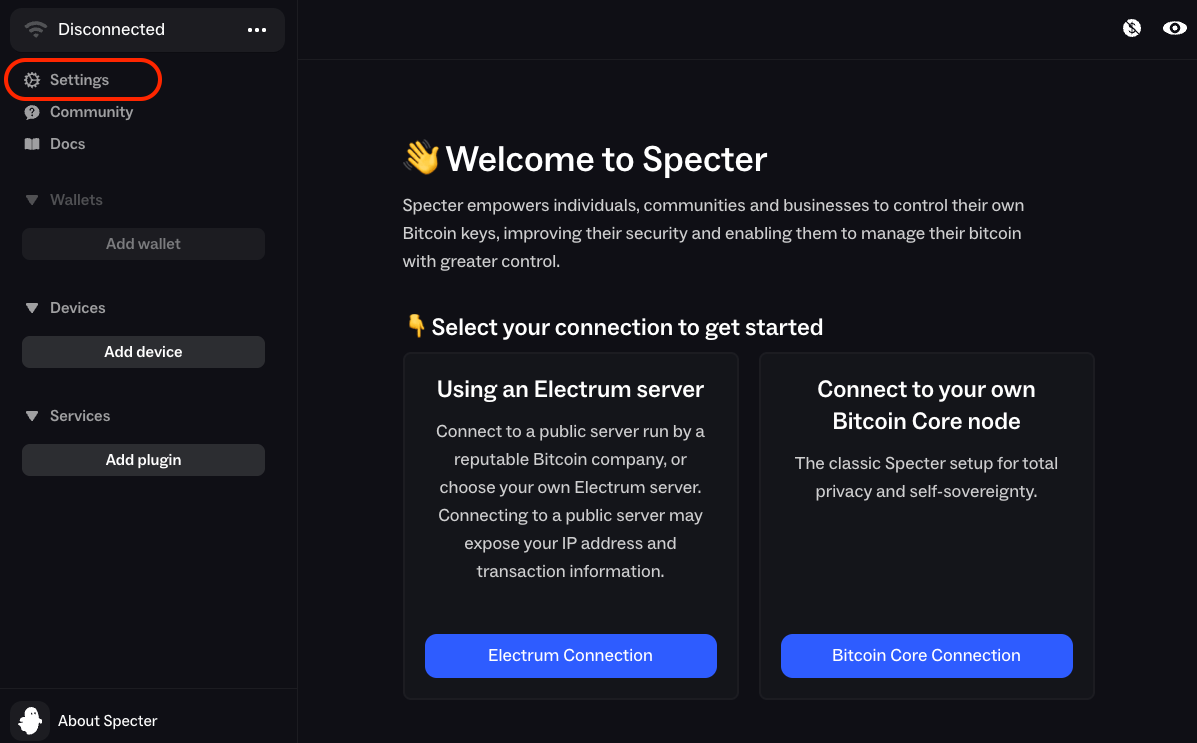 Disconnected
Settings
Community
Docs
Wallets
Add wallet
Devices
Add device
Services
Add plugin
About Specter
👋 Welcome to Specter
Specter empowers individuals, communities and businesses to control their own
Bitcoin keys, improving their security and enabling them to manage their bitcoin
with greater control.
👇 Select your connection to get started
Using an Electrum server
Connect to a public server run by a
reputable Bitcoin company, or
choose your own Electrum server.
Connecting to a public server may
expose your IP address and
transaction information.
Electrum Connection
Connect to your own
Bitcoin Core node
The classic Specter setup for total
privacy and self-sovereignty.
Bitcoin Core Connection